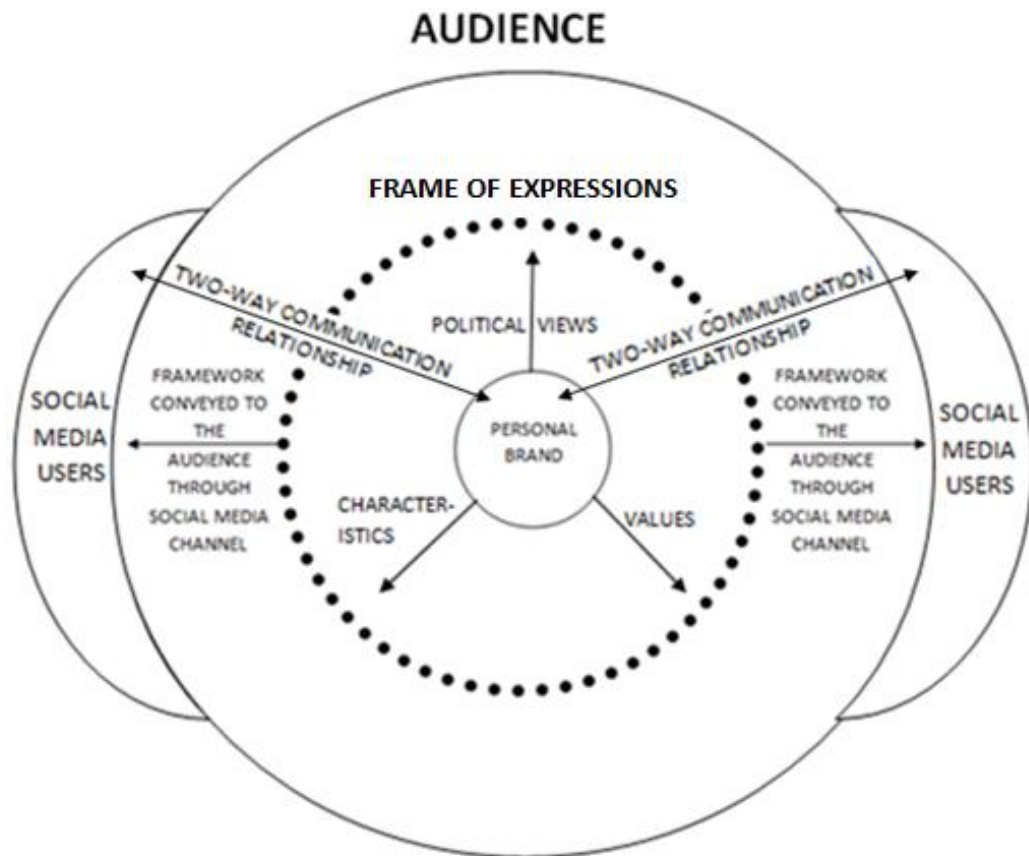 AUDIENCE
FRAME OF EXPRESSIONS
TWO-WAY COMMUNICATION
RELATIONSHIP
POLITICAL VIEWS
TWO-WAY COMMUNICATION
RELATIONSHIP
SOCIAL
MEDIA
USERS
FRAMEWORK
CONVEYED TO
THE
AUDIENCE
THROUGH
SOCIAL MEDIA
CHANNEL
PERSONAL
BRAND
CHARACTER-
ISTICS
VALUES
FRAMEWORK
CONVEYED TO
THE
AUDIENCE
THROUGH
SOCIAL MEDIA
CHANNEL
SOCIAL
MEDIA
USERS